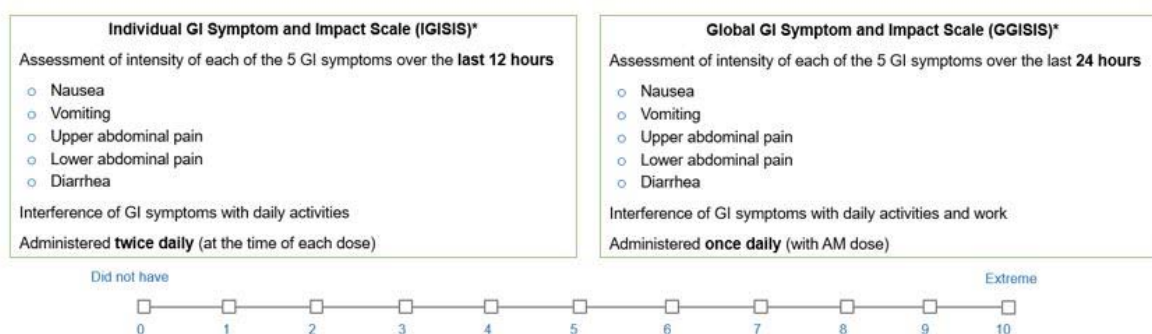 Individual GI Symptom and Impact Scale (IGISIS)*
Assessment of intensity of each of the 5 GI symptoms over the last 12 hours
Nausea
Vomiting
Upper abdominal pain
Lower abdominal pain
Diarrhea
Interference of GI symptoms with daily activities
Administered twice daily (at the time of each dose)
Global GI Symptom and Impact Scale (GGISIS)*
Assessment of intensity of each of the 5 GI symptoms over the last 24 hours
Nausea
Vomiting
Upper abdominal pain
Lower abdominal pain
Diarrhea
Interference of GI symptoms with daily activities and work
Administered once daily (with AM dose)
Did not have Extreme
0 1 2 3 4 5 6 7 8 9 10